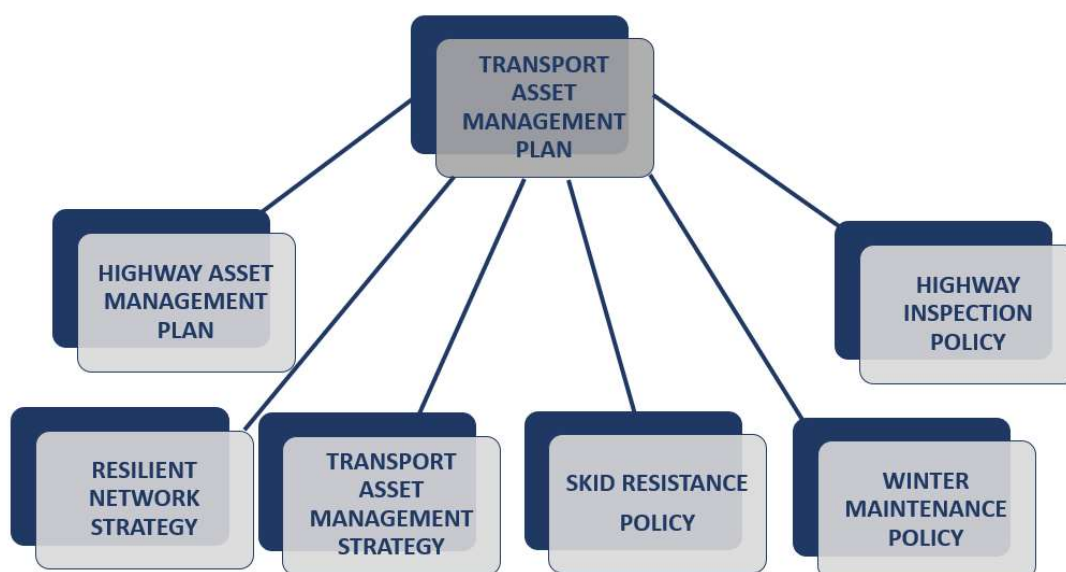 TRANSPORT
ASSET
MANAGEMENT
PLAN
HIGHWAY ASSET
MANAGEMENT
PLAN
HIGHWAY
INSPECTION
POLICY
RESILIENT
NETWORK
STRATEGY
TRANSPORT
ASSET
MANAGEMENT
STRATEGY
SKID RESISTANCE
POLICY
WINTER
MAINTENANCE
POLICY